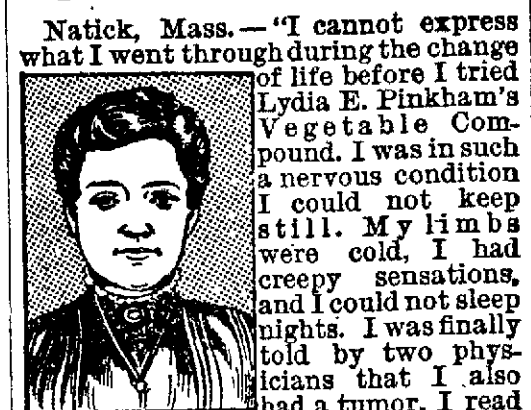 Natick, Mass.—"I cannot express
what I went through during the change
of life before I tried
Lydia E. Pinkham's
Vegetable Com-
pound. I was in such
a nervous condition
I could not keep
still. My limbs
were cold, I had
creepy sensations,
and I could not sleep
nights. I was finally
told by two phys-
icians that I also
had a tumor. I read